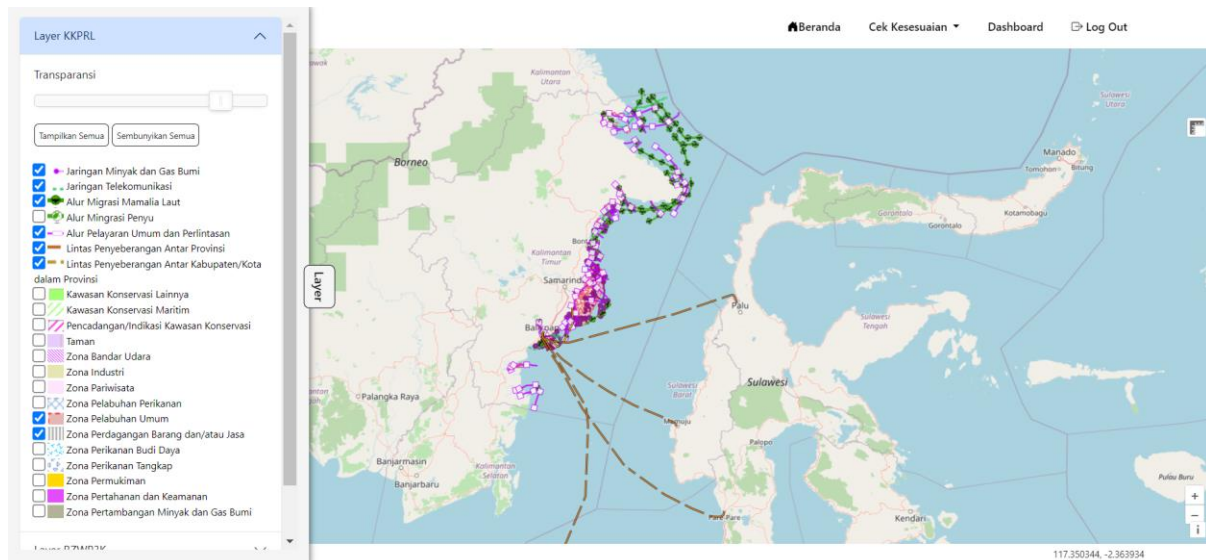 Layer KKPRL
Beranda
Cek Kesesuaian
Dashboard
Log Out
Transparansi
Tampilkan Semua
Sembunyikan Semua
Jaringan Minyak dan Gas Bumi
Jaringan Telekomunikasi
Alur Migrasi Mamalia Laut
Alur Mingrasi Penyu
Alur Pelayaran Umum dan Perlintasan
Lintas Penyeberangan Antar Provinsi
Lintas Penyeberangan Antar Kabupaten/Kota
dalam Provinsi
Kawasan Konservasi Lainnya
Kawasan Konservasi Maritim
Pencadangan/Indikasi Kawasan Konservasi
Taman
Zona Bandar Udara
Zona Industri
Zona Pariwisata
Zona Pelabuhan Perikanan
Zona Pelabuhan Umum
Zona Perdagangan Barang dan/atau Jasa
Zona Perikanan Budi Daya
Zona Perikanan Tangkap
Zona Permukiman
Zona Pertahanan dan Keamanan
Zona Pertambangan Minyak dan Gas Bumi
Layer
Kalimantan
Utara
Borneo
Kalimantan
Timur
Samarind
Palangka Raya
Banjarmasin
Banjarbaru
Kalimantan
Selatan
Sulawesi
Utara
Manado
Tomohon
Bitung
Kotamobagu
Gorontalo
Gorontalo
Palu
Sulawesi
Tengah
Sulawesi
Barat
Sulawesi
Mamuju
Palopo
Pare-Pare
Kendari
Pulau Buru
+
−
i
117.350344, -2.363934